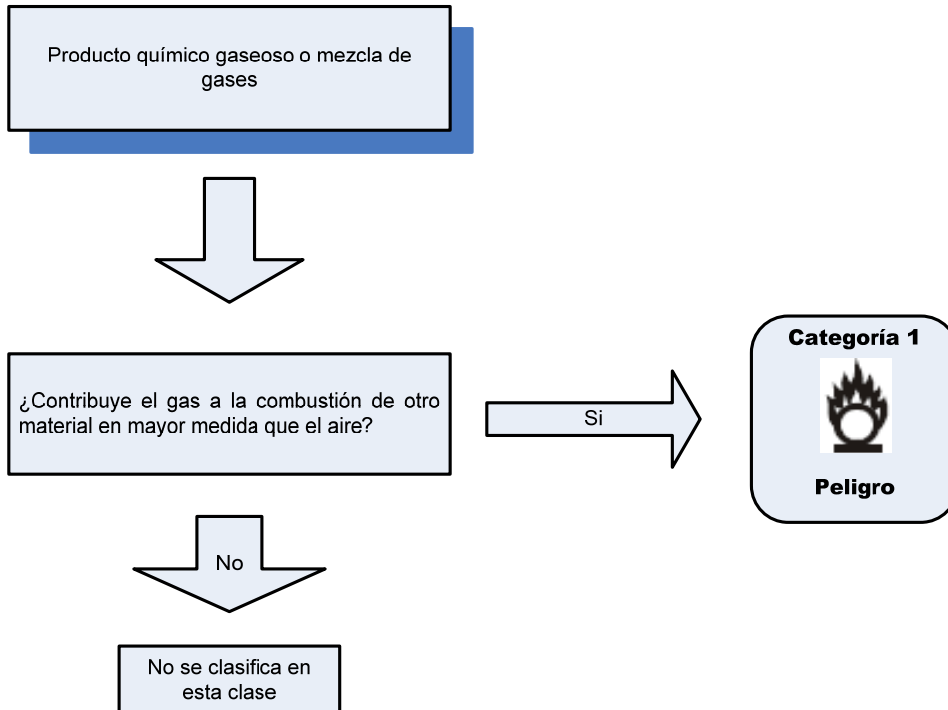 Producto químico gaseoso o mezcla de
gases
¿Contribuye el gas a la combustión de otro
material en mayor medida que el aire?
Si
Categoría 1
Peligro
No
No se clasifica en
esta clase